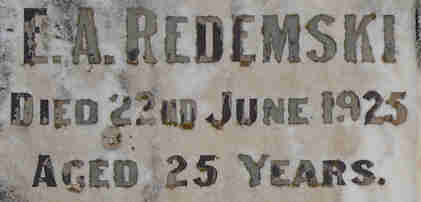 E. A. REDEMSKI
DIED 22ND JUNE 1925
AGED 25 YEARS.